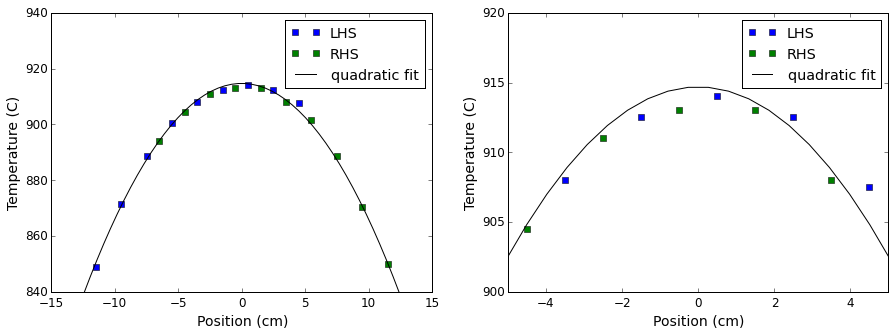 940
920
900
880
860
840
Temperature (C)
−15
−10
−5
0
5
10
15
Position (cm)
LHS
RHS
quadratic fit
920
915
910
905
900
Temperature (C)
−4
−2
0
2
4
Position (cm)
LHS
RHS
quadratic fit